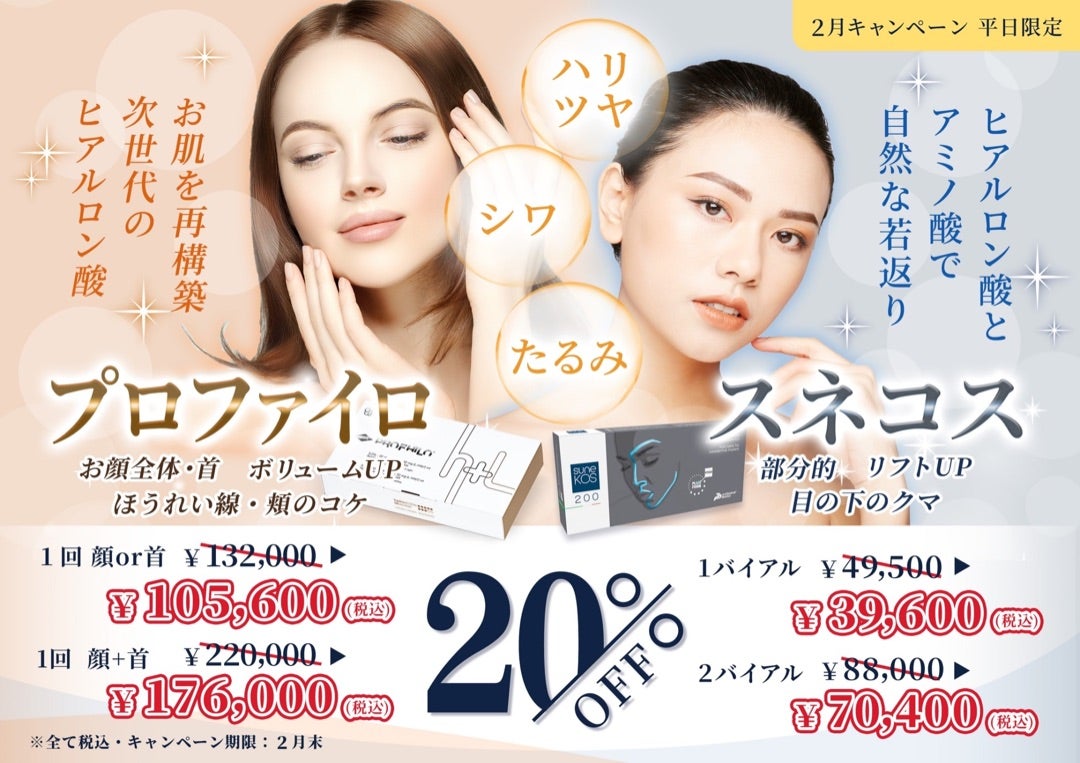 2月キャンペーン 平日限定
ハリ
ツヤ
シワ
たるみ
お肌を再構築
次世代の
ヒアルロン酸
ヒアルロン酸と
アミノ酸で
自然な若返り
プロファイロ
お顔全体・首 ボリュームUP
ほうれい線・頬のコケ
PROFHILO
h+L
スネコス
部分的 リフトUP
目の下のクマ
sune
KOS
200
1回 顔or首 ¥132,000▶
¥105,600(税込)
1回 顔+首 ¥220,000▶
¥176,000(税込)
20%
OFF
1バイアル ¥49,500▶
¥39,600(税込)
2バイアル ¥88,000▶
¥70,400(税込)
※全て税込・キャンペーン期限：2月末